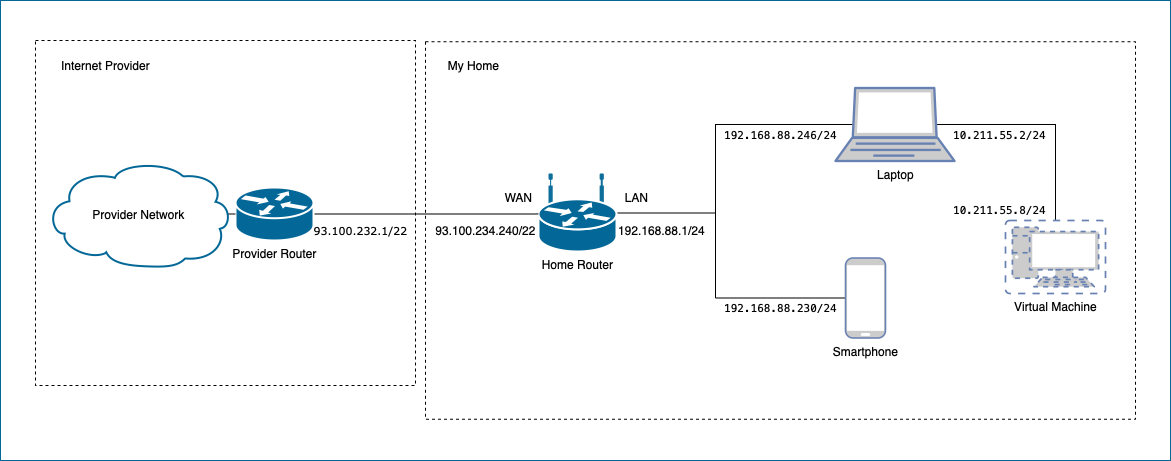 Internet Provider
My Home
192.168.88.246/24
10.211.55.2/24
Laptop
WAN
LAN
Provider Network
93.100.232.1/22
93.100.234.240/22
192.168.88.1/24
10.211.55.8/24
Provider Router
Home Router
192.168.88.230/24
Virtual Machine
Smartphone